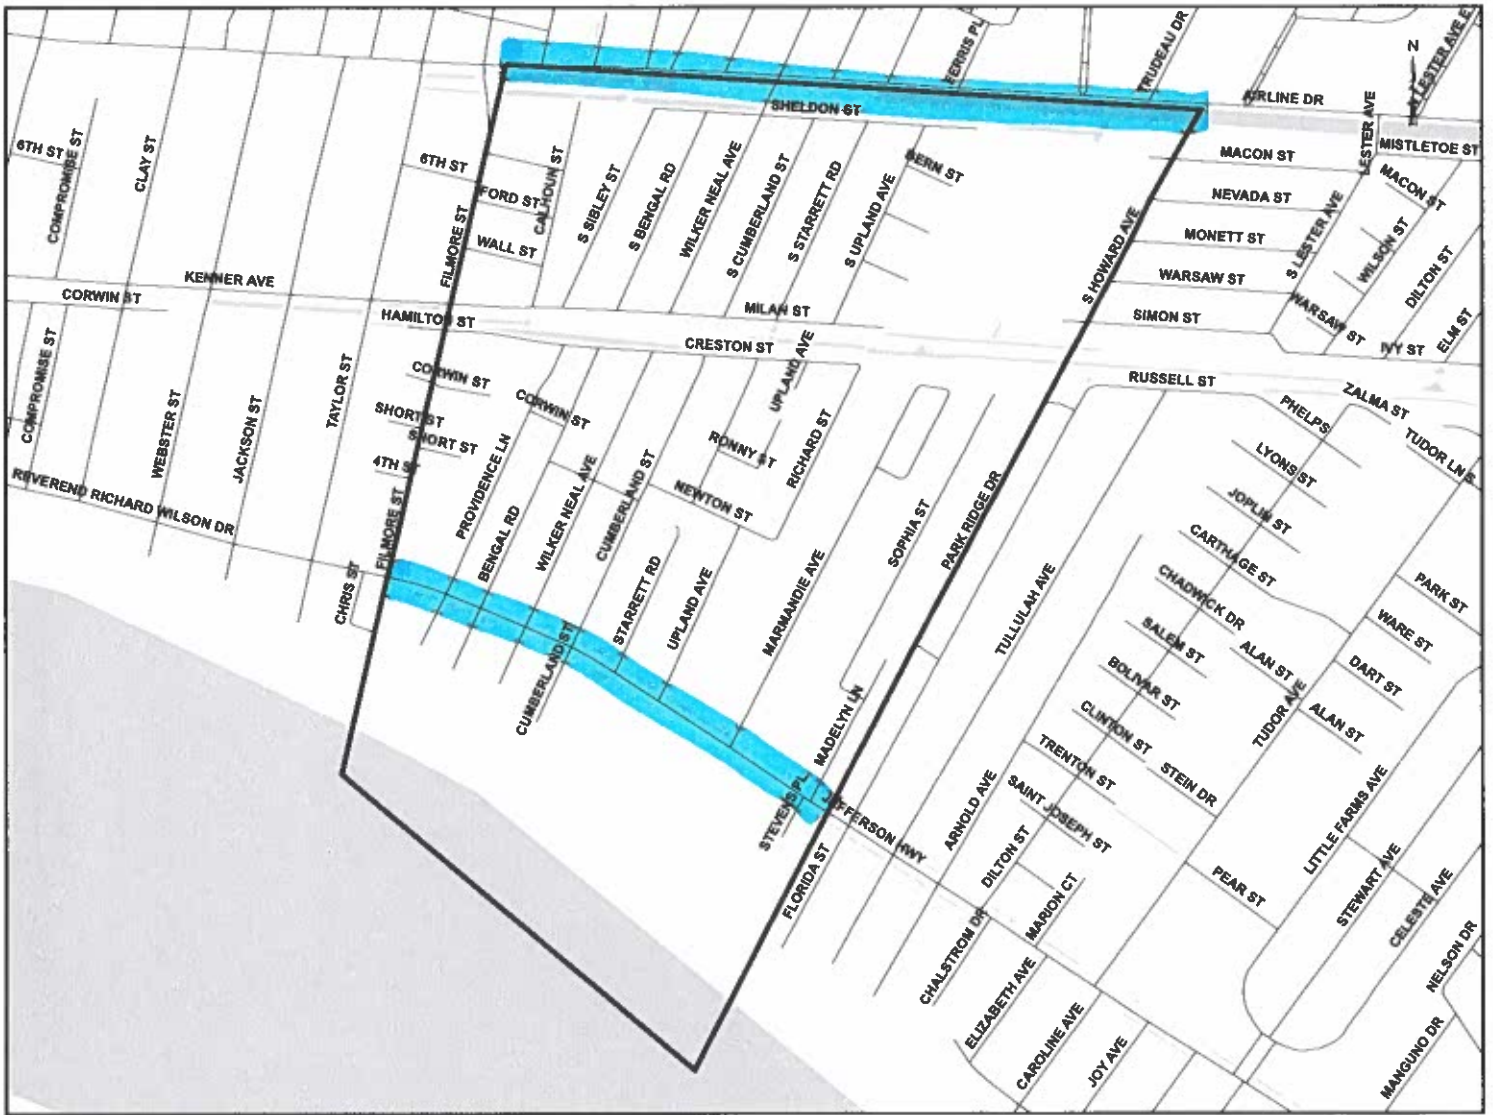 FERRIS PL
TRUDEAU DR
N LESTER AVE E
N
AIRLINE DR
SHELDON ST
LESTER AVE
MISTLETOE ST
MACON ST
MACON ST
6TH ST
COMPROMISE ST
CLAY ST
6TH ST
FORD ST
CALHOUN ST
WALL ST
FILMORE ST
S SIBLEY ST
S BENGAL RD
WILKER NEAL AVE
S CUMBERLAND ST
S STARRETT RD
S UPLAND AVE
BERN ST
S HOWARD AVE
NEVADA ST
MONETT ST
WARSAW ST
S LESTER AVE
WILSON ST
DILTON ST
KENNER AVE
CORWIN ST
HAMILTON ST
MILAN ST
CRESTON ST
SIMON ST
WARSAW ST
IVY ST
ELM ST
COMPROMISE ST
WEBSTER ST
JACKSON ST
TAYLOR ST
CORWIN ST
SHORT ST
SHORT ST
4TH ST
CORWIN ST
UPLAND AVE
RONNY ST
RICHARD ST
NEWTON ST
RUSSELL ST
ZALMA ST
PHELPS
TUDOR LN S
LYONS ST
JOPLIN ST
CARTHAGE ST
REVEREND RICHARD WILSON DR
FILMORE ST
CHRIS ST
PROVIDENCE LN
BENGAL RD
WILKER NEAL AVE
CUMBERLAND ST
STARRETT RD
UPLAND AVE
MARMANDIE AVE
SOPHIA ST
PARK RIDGE DR
TULLULAH AVE
CHADWICK DR
SALEM ST
ALAN ST
PARK ST
WARE ST
DART ST
BOLIVAR ST
CLINTON ST
TUDOR AVE
ALAN ST
CUMBERLAND ST
MADELYN LN
STEVENS PL
JEFFERSON HWY
FLORIDA ST
TRENTON ST
STEIN DR
SAINT JOSEPH ST
ARNOLD AVE
DILTON ST
MARION CT
LITTLE FARMS AVE
STEWART AVE
CELESTE AVE
PEAR ST
CHALSTROM DR
ELIZABETH AVE
CAROLINE AVE
JOY AVE
NELSON DR
MANGUNO DR